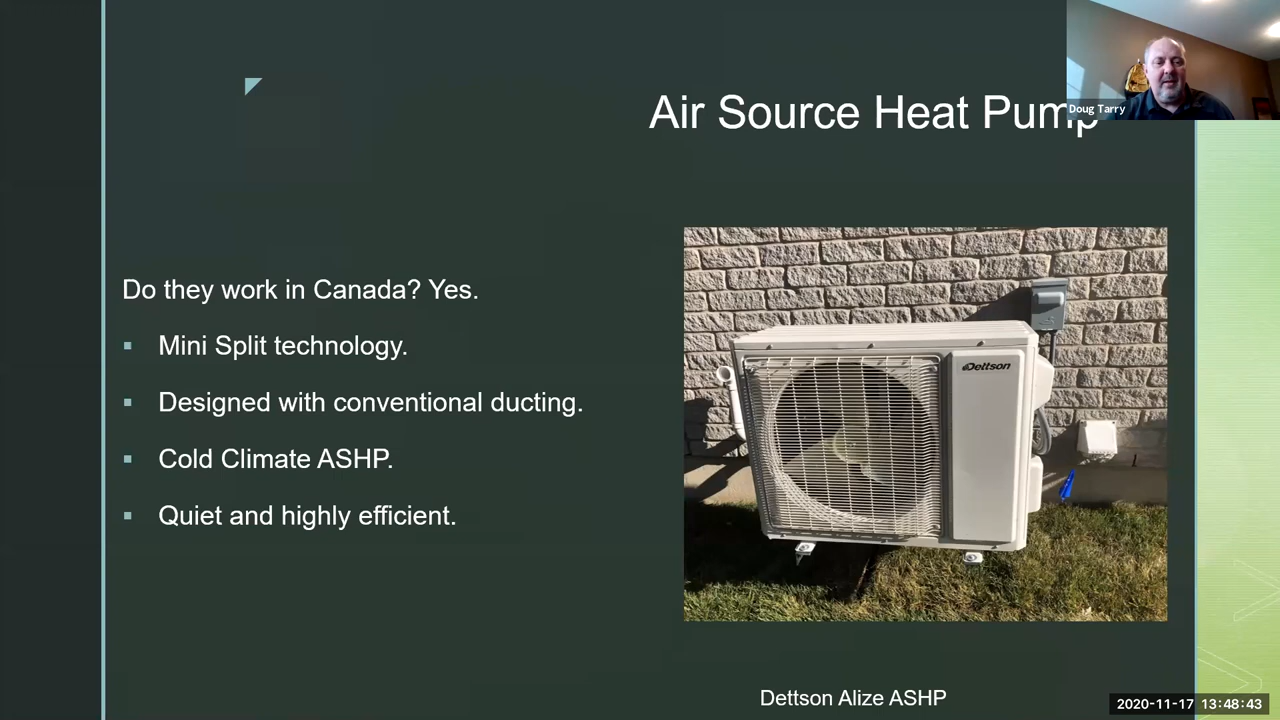 Doug Tarry
Air Source Heat Pump
Do they work in Canada? Yes.
▪ Mini Split technology.
▪ Designed with conventional ducting.
▪ Cold Climate ASHP.
▪ Quiet and highly efficient.
Dettson
Dettson Alize ASHP
2020-11-17 13:48:43